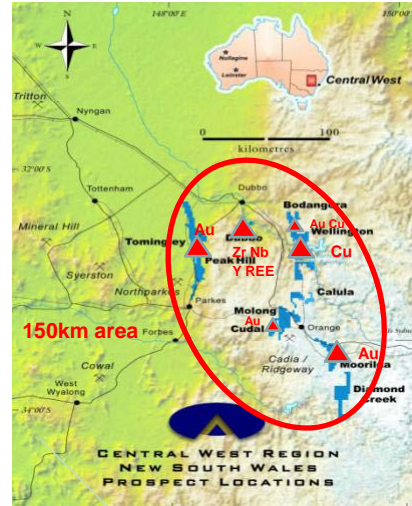 148°00' E
150°00' E
N
Nullagine
Leinster
Central West
Tritton
Nyngan
0
100
kilometres
32°00' S
Tottenham
Dubbo
Bodangora
Au
Au Cu
Wellington
Mineral Hill
Tomingley
Dubbo
Zr Nb
Cu
Peak Hill
Y REE
Syerston
Northparkes
Calula
Parkes
Molong
150km area
Au
Cudal
Orange
Forbes
Cadia /
Ridgeway
Au
Cowal
Moorilda
West
Wyalong
Diamond
Creek
34°00' S
CENTRAL WEST REGION
NEW SOUTH WALES
PROSPECT LOCATIONS